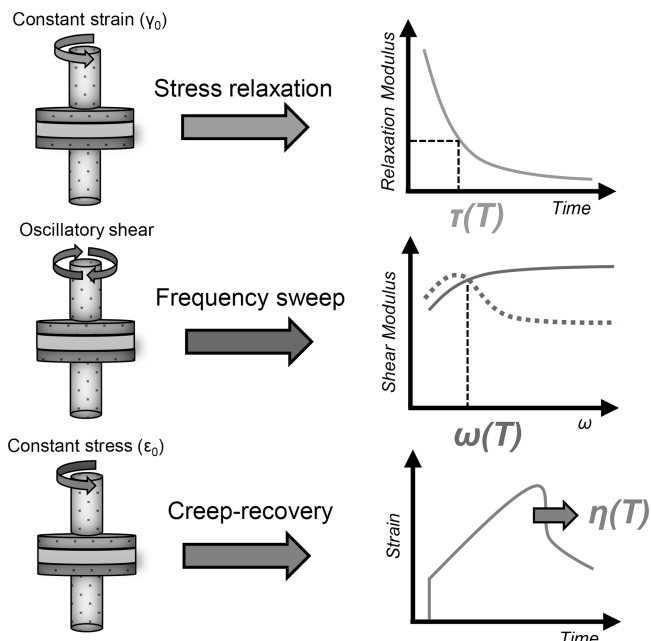 Constant strain (γ₀)
Stress relaxation
Relaxation Modulus
Time
τ(T)
Oscillatory shear
Frequency sweep
Shear Modulus
ω
ω(T)
Constant stress (ε₀)
Creep-recovery
Strain
η(T)
Time